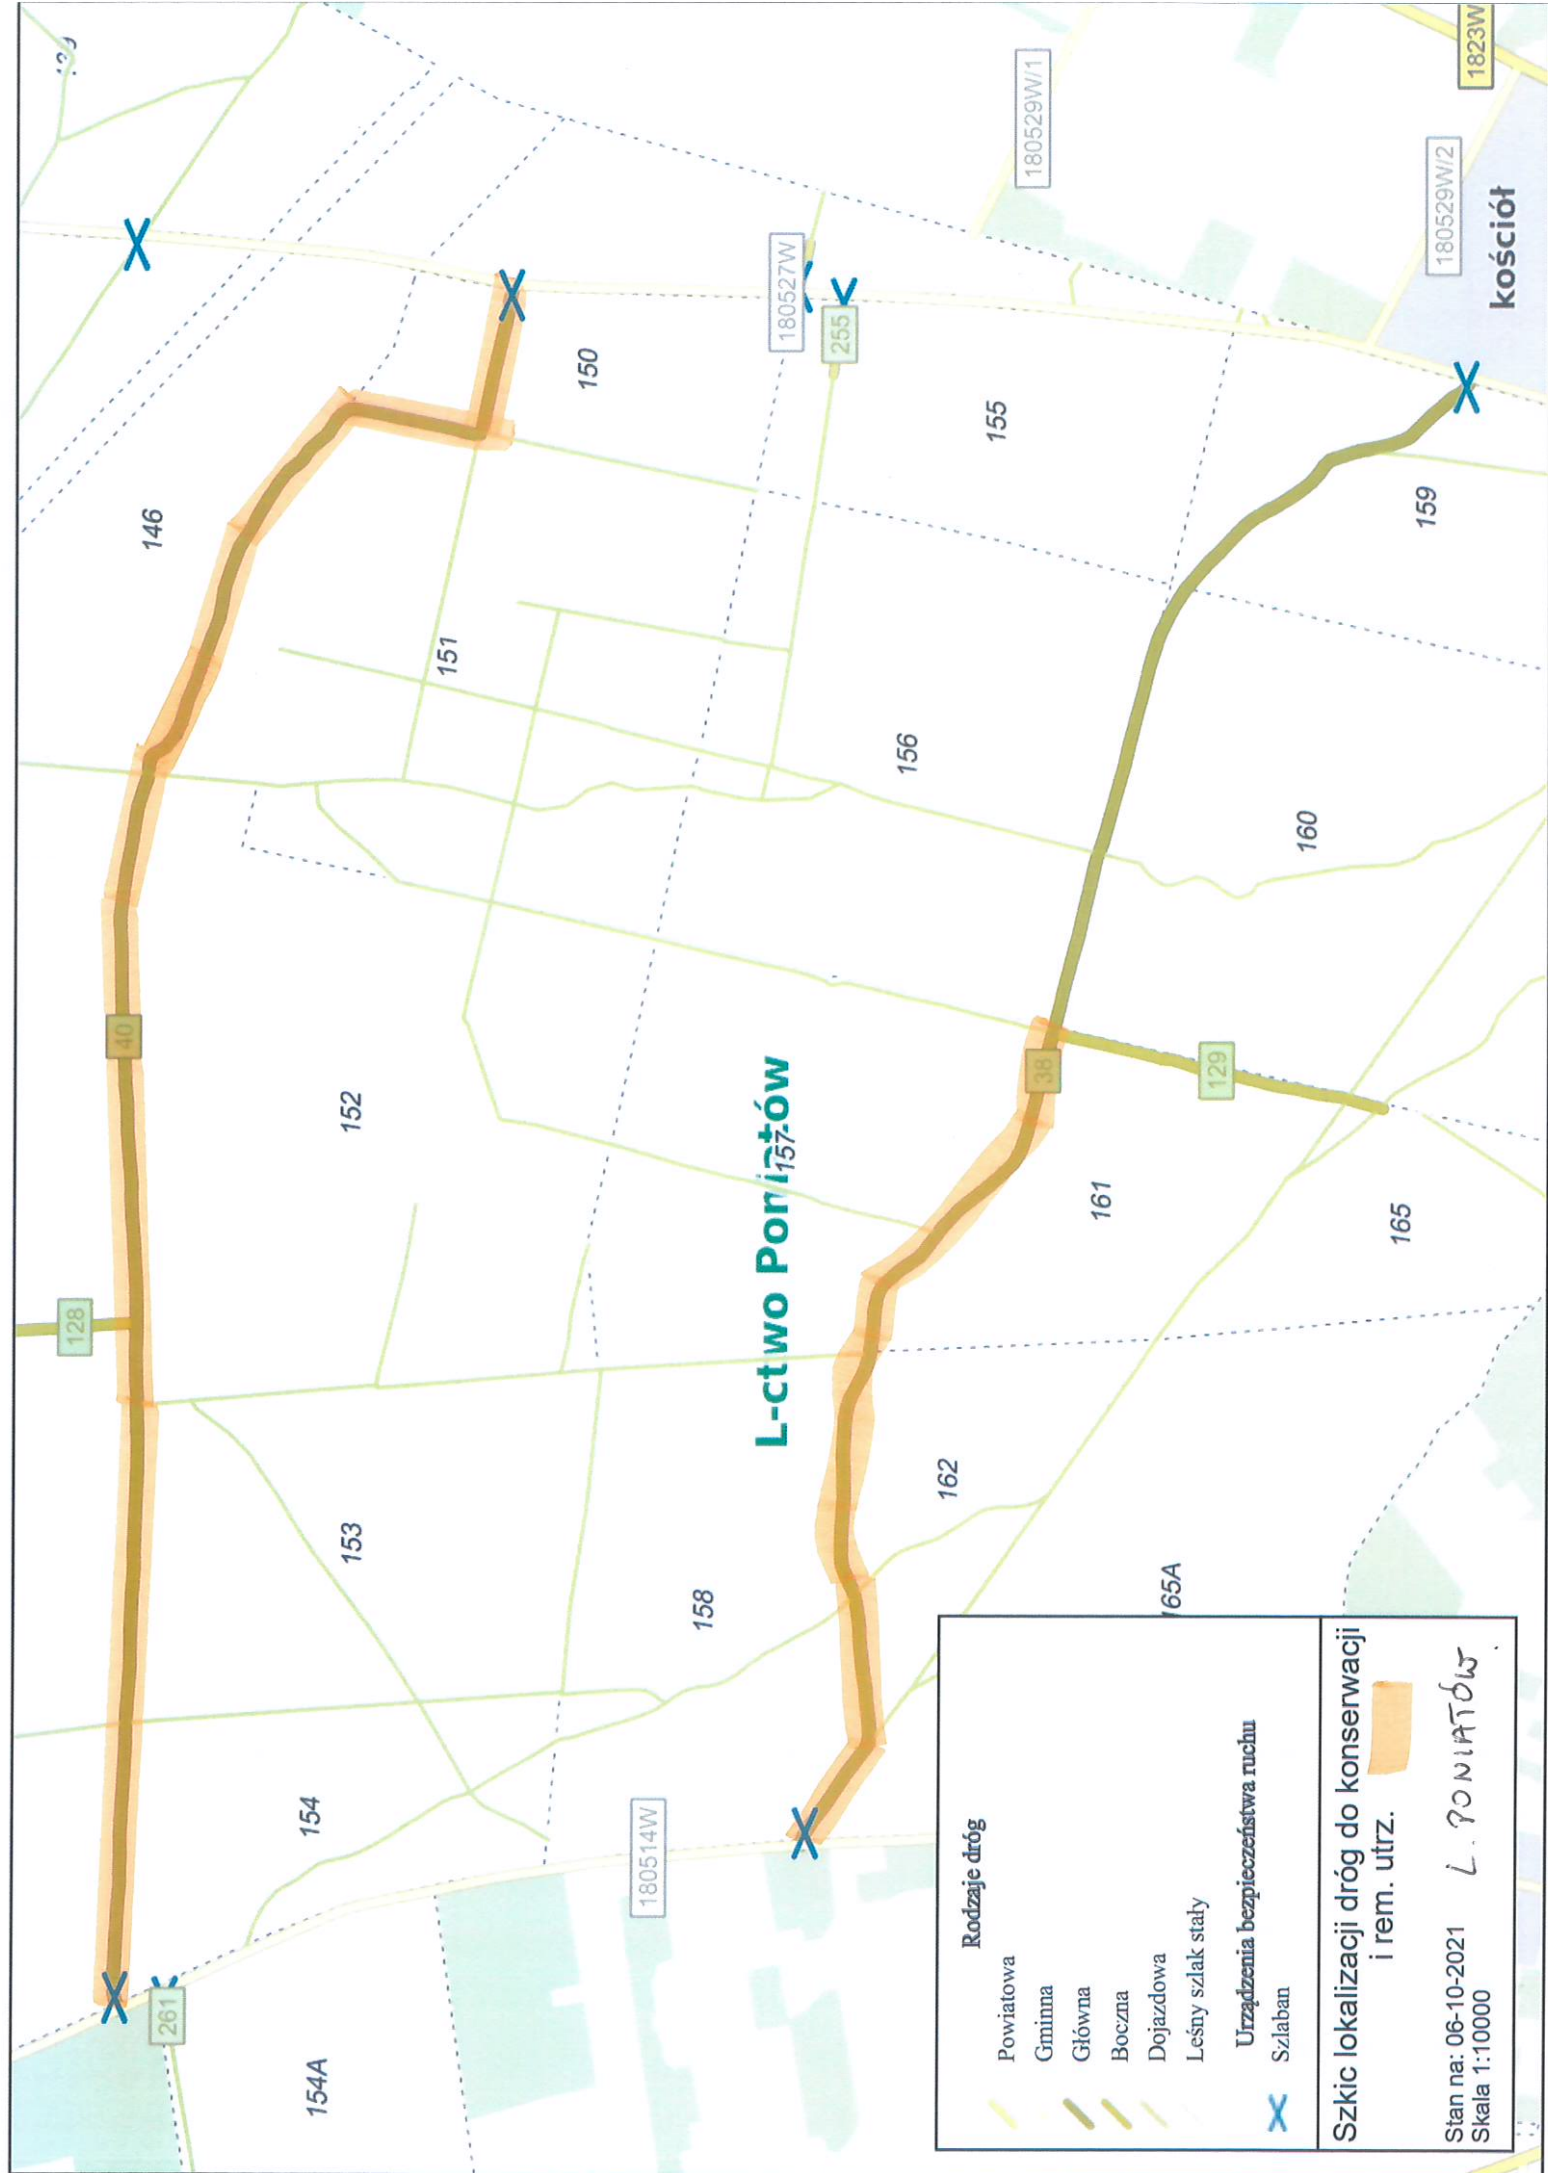 146
150
151
152
153
154
154A
155
156
L-ctwo Poniatów
157
158
159
160
161
162
165
165A
40
128
261
255
38
129
180527W
180529W/1
180529W/2
1823W
180514W
kościół
Rodzaje dróg
Powiatowa
Gminna
Główna
Boczna
Dojazdowa
Leśny szlak stały
Urządzenia bezpieczeństwa ruchu
Szlaban
Szkic lokalizacji dróg do konserwacji
i rem. utrz.
Stan na: 06-10-2021
L. PONIATÓW.
Skala 1:10000